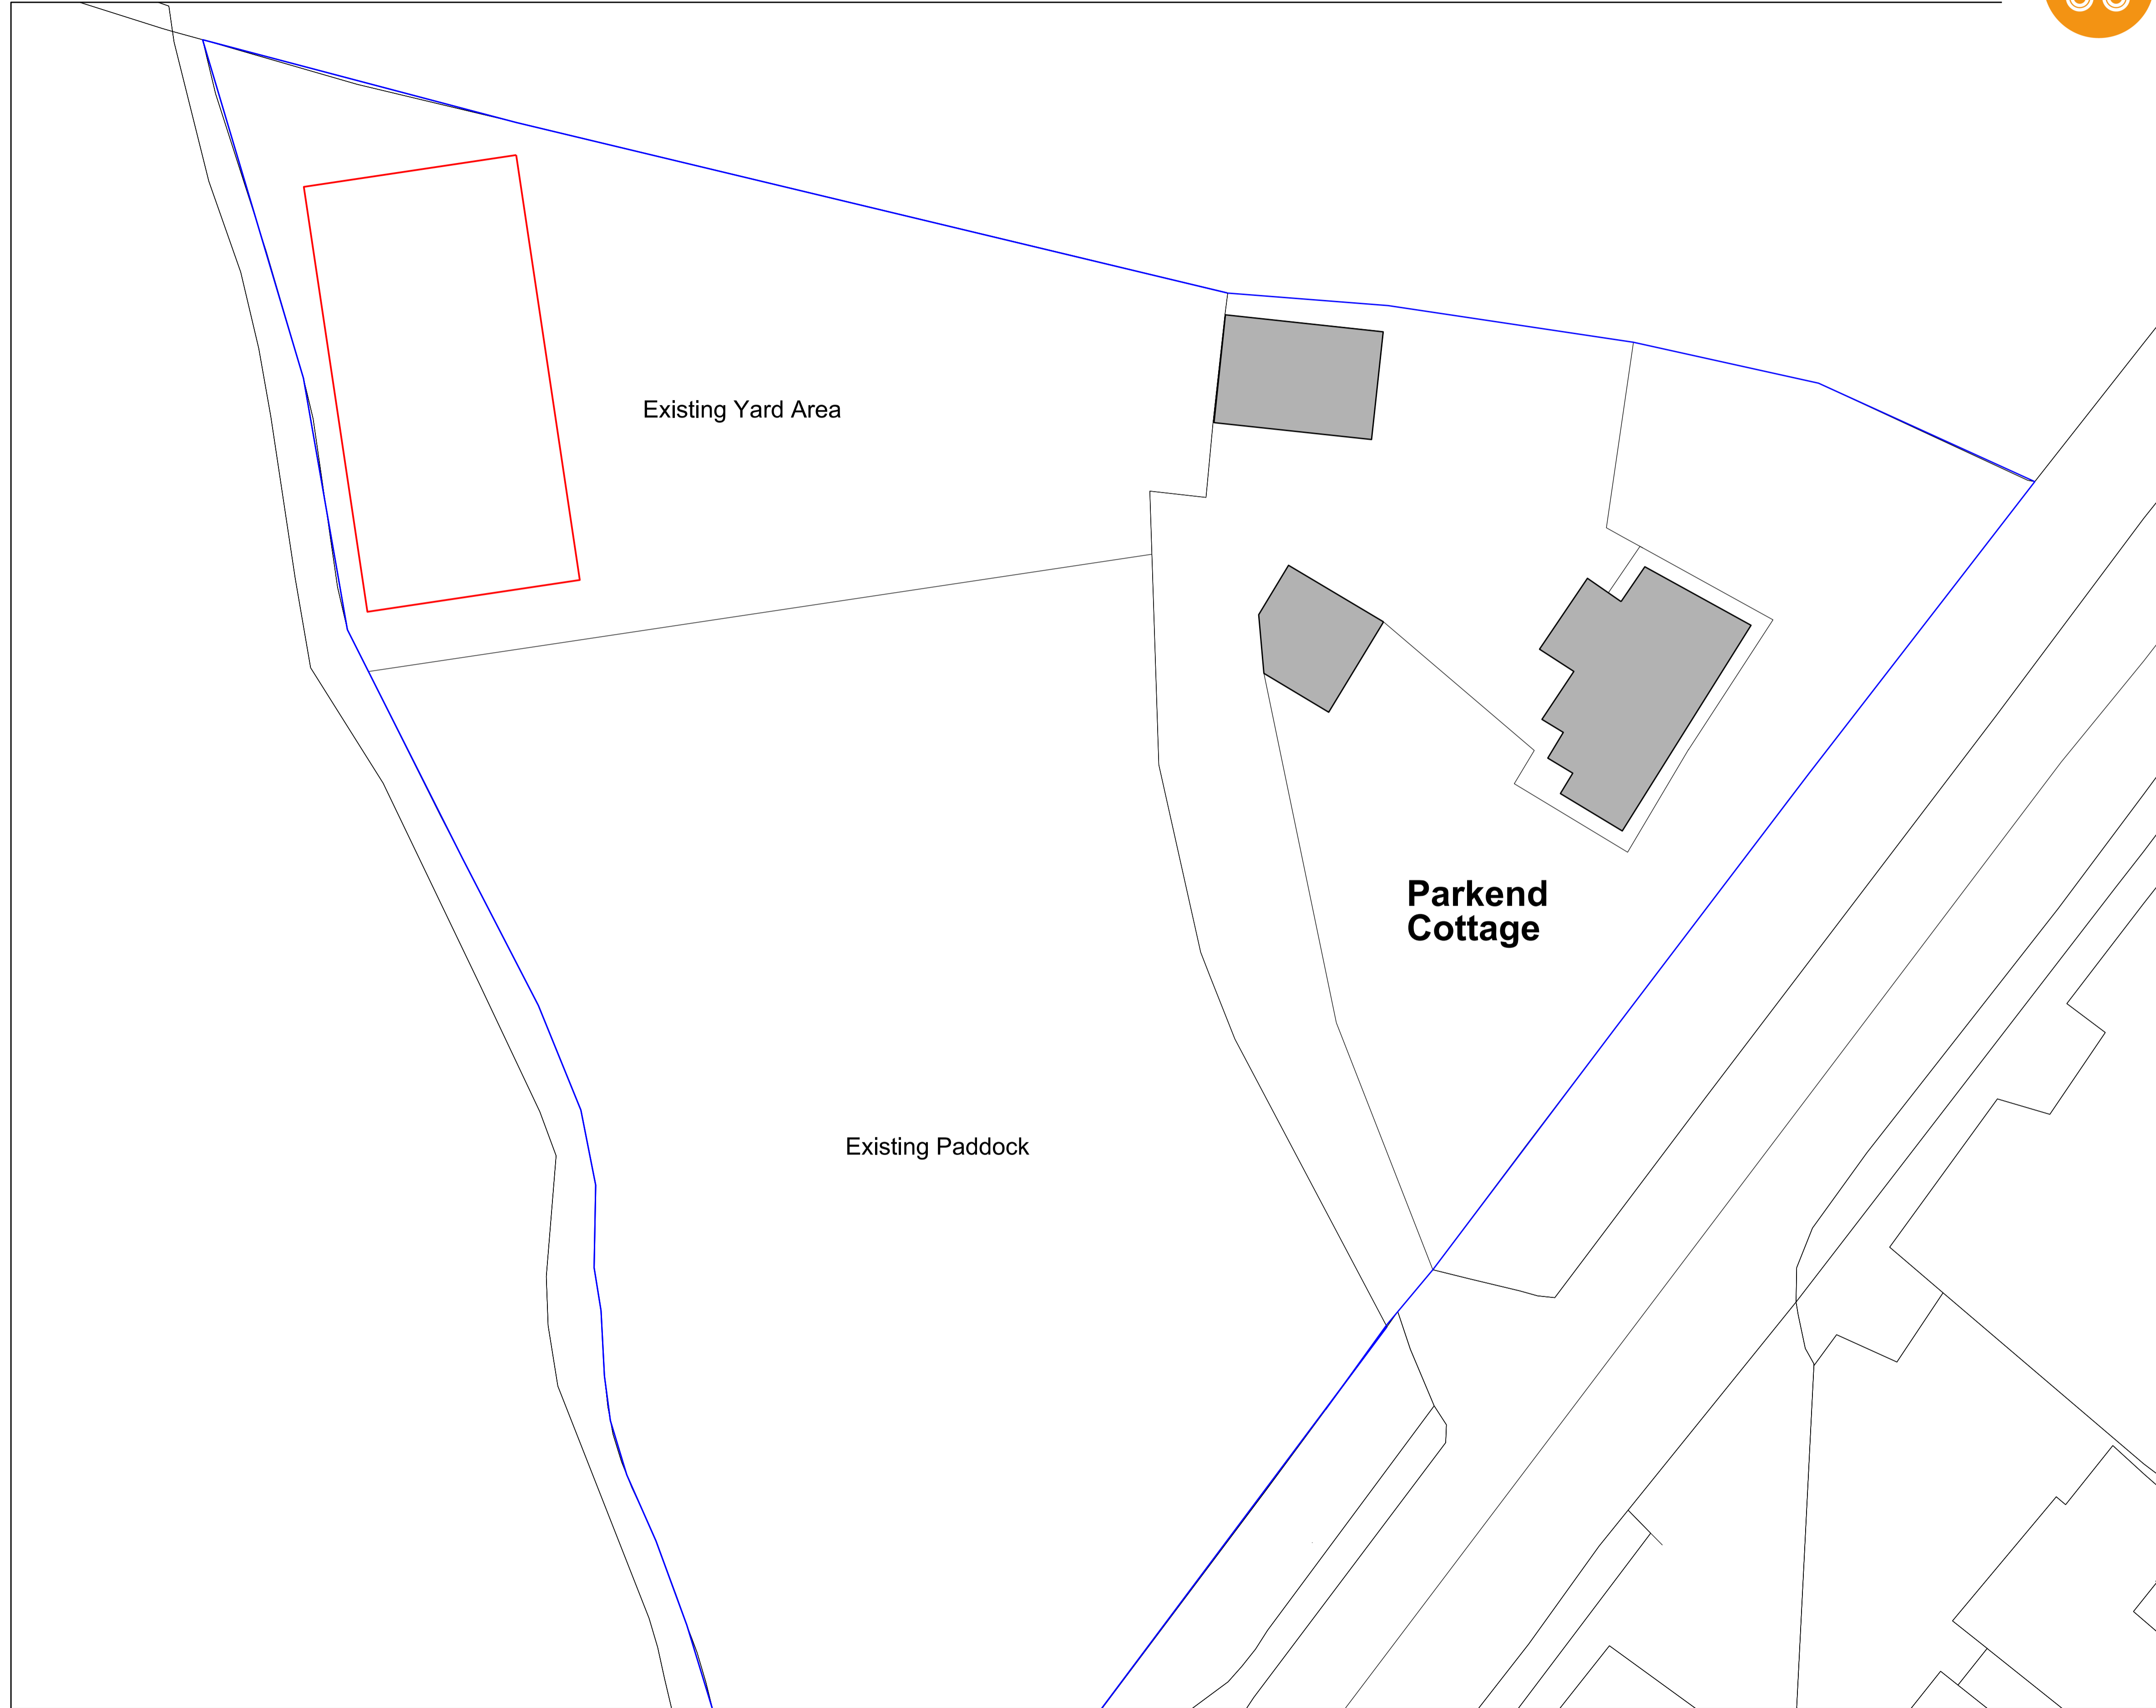 Existing Yard Area
Parkend
Cottage
Existing Paddock